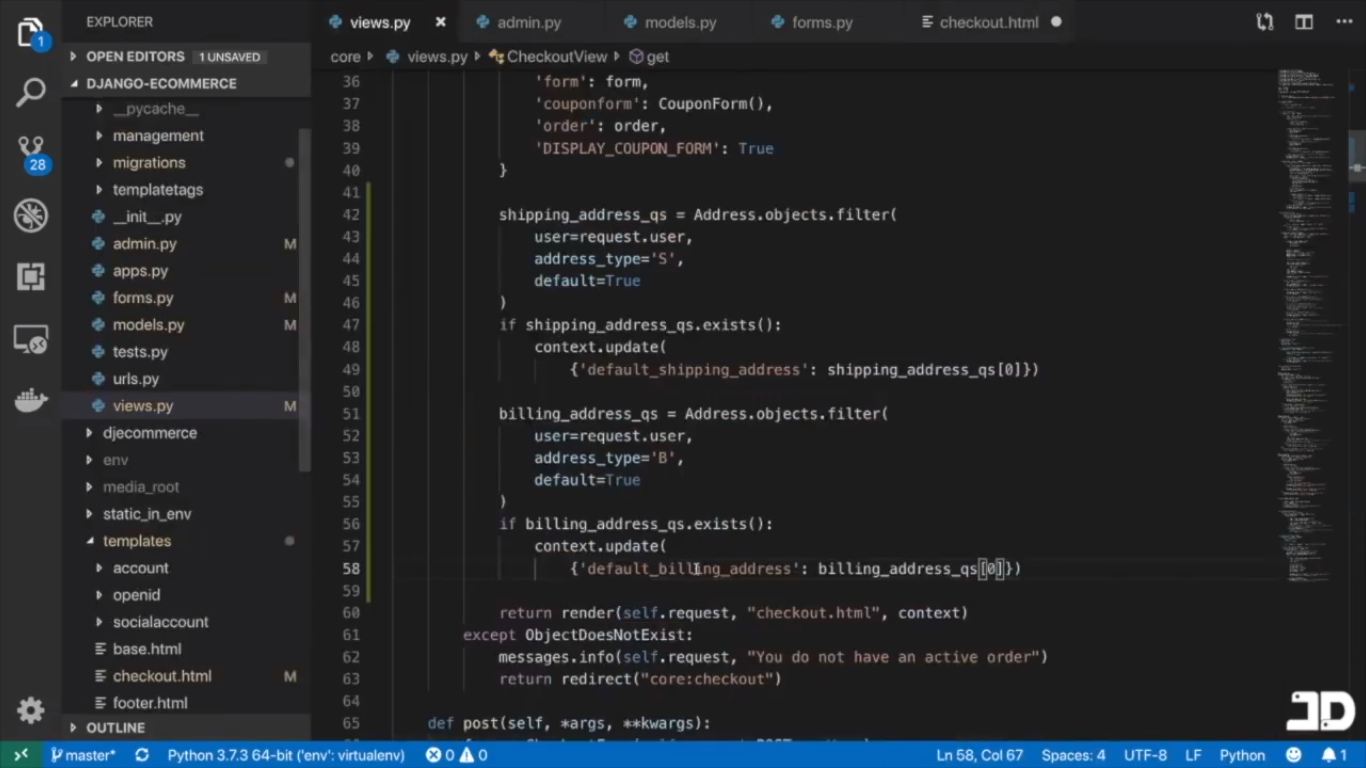 EXPLORER
views.py
admin.py
models.py
forms.py
checkout.html
1
OPEN EDITORS 1 UNSAVED
core views.py CheckoutView get
DJANGO-ECOMMERCE
__pycache__
management
migrations
templatetags
__init__.py
admin.py M
apps.py
forms.py M
models.py M
tests.py
urls.py
views.py M
djecommerce
env
media_root
static_in_env
templates
account
openid
socialaccount
base.html
checkout.html M
footer.html
OUTLINE
28
36 'form': form,
37 'couponform': CouponForm(),
38 'order': order,
39 'DISPLAY_COUPON_FORM': True
40 }
41
42 shipping_address_qs = Address.objects.filter(
43 user=request.user,
44 address_type='S',
45 default=True
46 )
47 if shipping_address_qs.exists():
48 context.update(
49 {'default_shipping_address': shipping_address_qs[0]})
50
51 billing_address_qs = Address.objects.filter(
52 user=request.user,
53 address_type='B',
54 default=True
55 )
56 if billing_address_qs.exists():
57 context.update(
58 {'default_billing_address': billing_address_qs[0]})
59
60 return render(self.request, "checkout.html", context)
61 except ObjectDoesNotExist:
62 messages.info(self.request, "You do not have an active order")
63 return redirect("core:checkout")
64
65 def post(self, *args, **kwargs):
JD
master* Python 3.7.3 64-bit ('env': virtualenv) 0 0 Ln 58, Col 67 Spaces: 4 UTF-8 LF Python 1